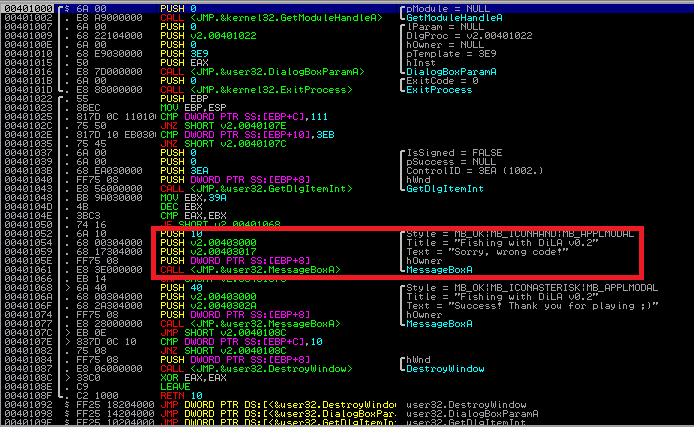 00401000 $ 6A 00 PUSH 0 pModule = NULL
00401002 . E8 A9000000 CALL <JMP.&kernel32.GetModuleHandleA> GetModuleHandleA
00401007 . 6A 00 PUSH 0 lParam = NULL
00401009 . 68 22104000 PUSH v2.00401022 DlgProc = v2.00401022
0040100E . 6A 00 PUSH 0 hOwner = NULL
00401010 . 68 E9030000 PUSH 3E9 pTemplate = 3E9
00401015 . 50 PUSH EAX hInst
00401016 . E8 7D000000 CALL <JMP.&user32.DialogBoxParamA> DialogBoxParamA
0040101B . 6A 00 PUSH 0 ExitCode = 0
0040101D . E8 88000000 CALL <JMP.&kernel32.ExitProcess> ExitProcess
00401022 . 55 PUSH EBP
00401023 . 8BEC MOV EBP,ESP
00401025 . 817D 0C 11010 CMP DWORD PTR SS:[EBP+C],111
0040102C . 75 50 JNZ SHORT v2.0040107E
0040102E . 817D 10 EB030 CMP DWORD PTR SS:[EBP+10],3EB
00401035 . 75 45 JNZ SHORT v2.0040107C
00401037 . 6A 00 PUSH 0 IsSigned = FALSE
00401039 . 6A 00 PUSH 0 pSuccess = NULL
0040103B . 68 EA030000 PUSH 3EA ControlID = 3EA (1002.)
00401040 . FF75 08 PUSH DWORD PTR SS:[EBP+8] hWnd
00401043 . E8 56000000 CALL <JMP.&user32.GetDlgItemInt> GetDlgItemInt
00401048 . BB 9A030000 MOV EBX,39A
0040104D . 4B DEC EBX
0040104E . 3BC3 CMP EAX,EBX
00401050 . 74 16 JE SHORT v2.00401068
00401052 . 6A 10 PUSH 10 Style = MB_OK|MB_ICONHAND|MB_APPLMODAL
00401054 . 68 00304000 PUSH v2.00403000 Title = "Fishing with DiLA v0.2"
00401059 . 68 17304000 PUSH v2.00403017 Text = "Sorry, wrong code!"
0040105E . FF75 08 PUSH DWORD PTR SS:[EBP+8] hOwner
00401061 . E8 3E000000 CALL <JMP.&user32.MessageBoxA> MessageBoxA
00401066 . EB 14
00401068 > 6A 40 PUSH 40 Style = MB_OK|MB_ICONASTERISK|MB_APPLMODAL
0040106A . 68 00304000 PUSH v2.00403000 Title = "Fishing with DiLA v0.2"
0040106F . 68 2A304000 PUSH v2.0040302A Text = "Success! Thank you for playing ;)"
00401074 . FF75 08 PUSH DWORD PTR SS:[EBP+8] hOwner
00401077 . E8 28000000 CALL <JMP.&user32.MessageBoxA> MessageBoxA
0040107C > EB 0E JMP SHORT v2.0040108C
0040107E > 837D 0C 10 CMP DWORD PTR SS:[EBP+C],10
00401082 . 75 08 JNZ SHORT v2.0040108C
00401084 . FF75 08 PUSH DWORD PTR SS:[EBP+8] hWnd
00401087 . E8 06000000 CALL <JMP.&user32.DestroyWindow> DestroyWindow
0040108C > 33C0 XOR EAX,EAX
0040108E . C9 LEAVE
0040108F . C2 1000 RETN 10
00401092 $ FF25 18204000 JMP DWORD PTR DS:[<&user32.DestroyWindow user32.DestroyWindow
00401098 $ FF25 14204000 JMP DWORD PTR DS:[<&user32.DialogBoxPar user32.DialogBoxParamA
0040109E $ FF25 10204000 JMP DWORD PTR DS:[<&user32.GetDlgItemIn user32.GetDlgItemInt